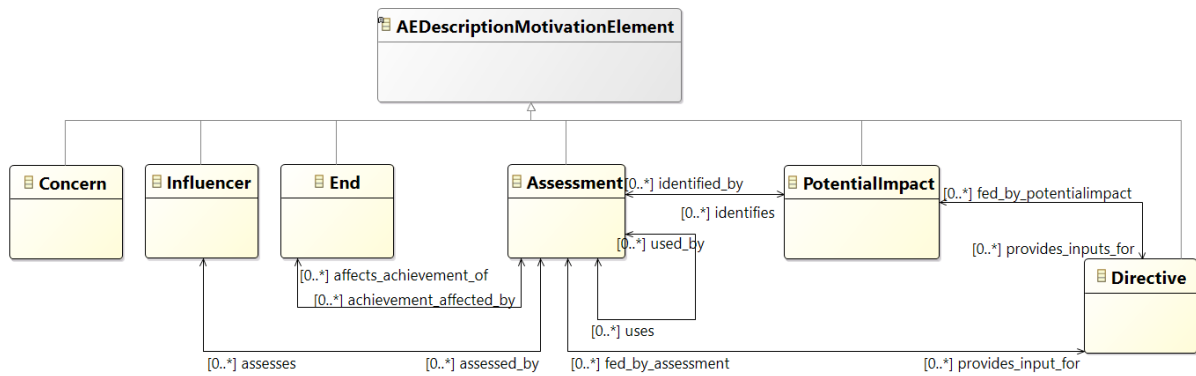 AEDescriptionMotivationElement
Concern
Influencer
End
Assessment
PotentialImpact
[0..*] identified_by
[0..*] identifies
[0..*] fed_by_potentialimpact
[0..*] used_by
[0..*] provides_inputs_for
[0..*] affects_achievement_of
Directive
[0..*] achievement_affected_by
[0..*] uses
[0..*] assesses
[0..*] assessed_by
[0..*] fed_by_assessment
[0..*] provides_input_for